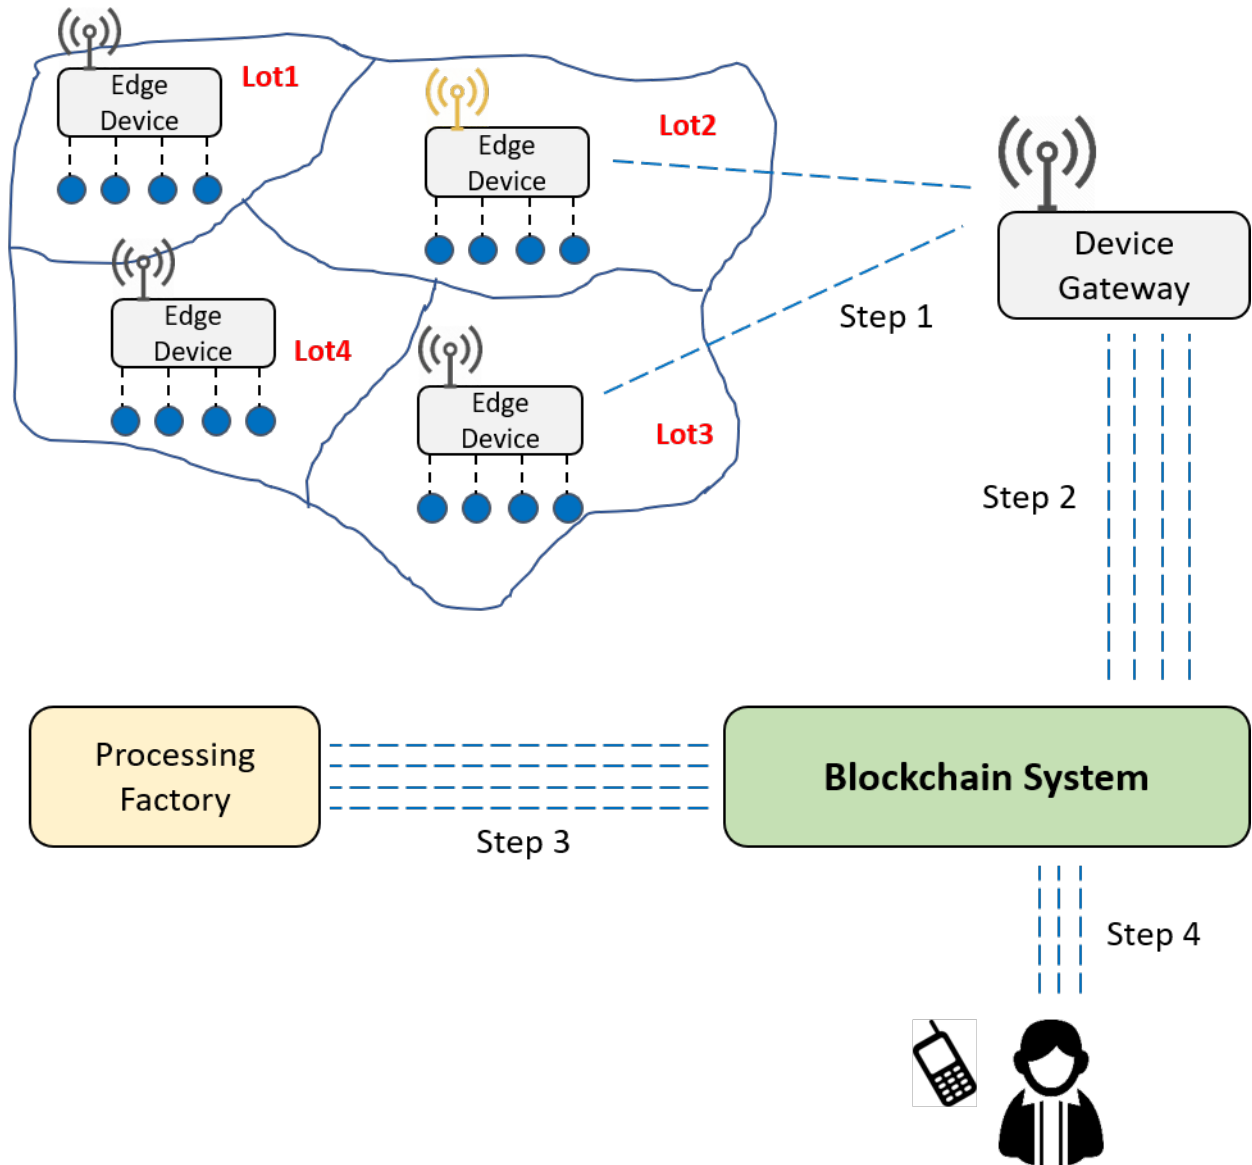 Edge
Device
Lot1
Edge
Device
Lot2
Device
Gateway
Edge
Device
Lot4
Step 1
Edge
Device
Lot3
Step 2
Processing
Factory
Blockchain System
Step 3
Step 4